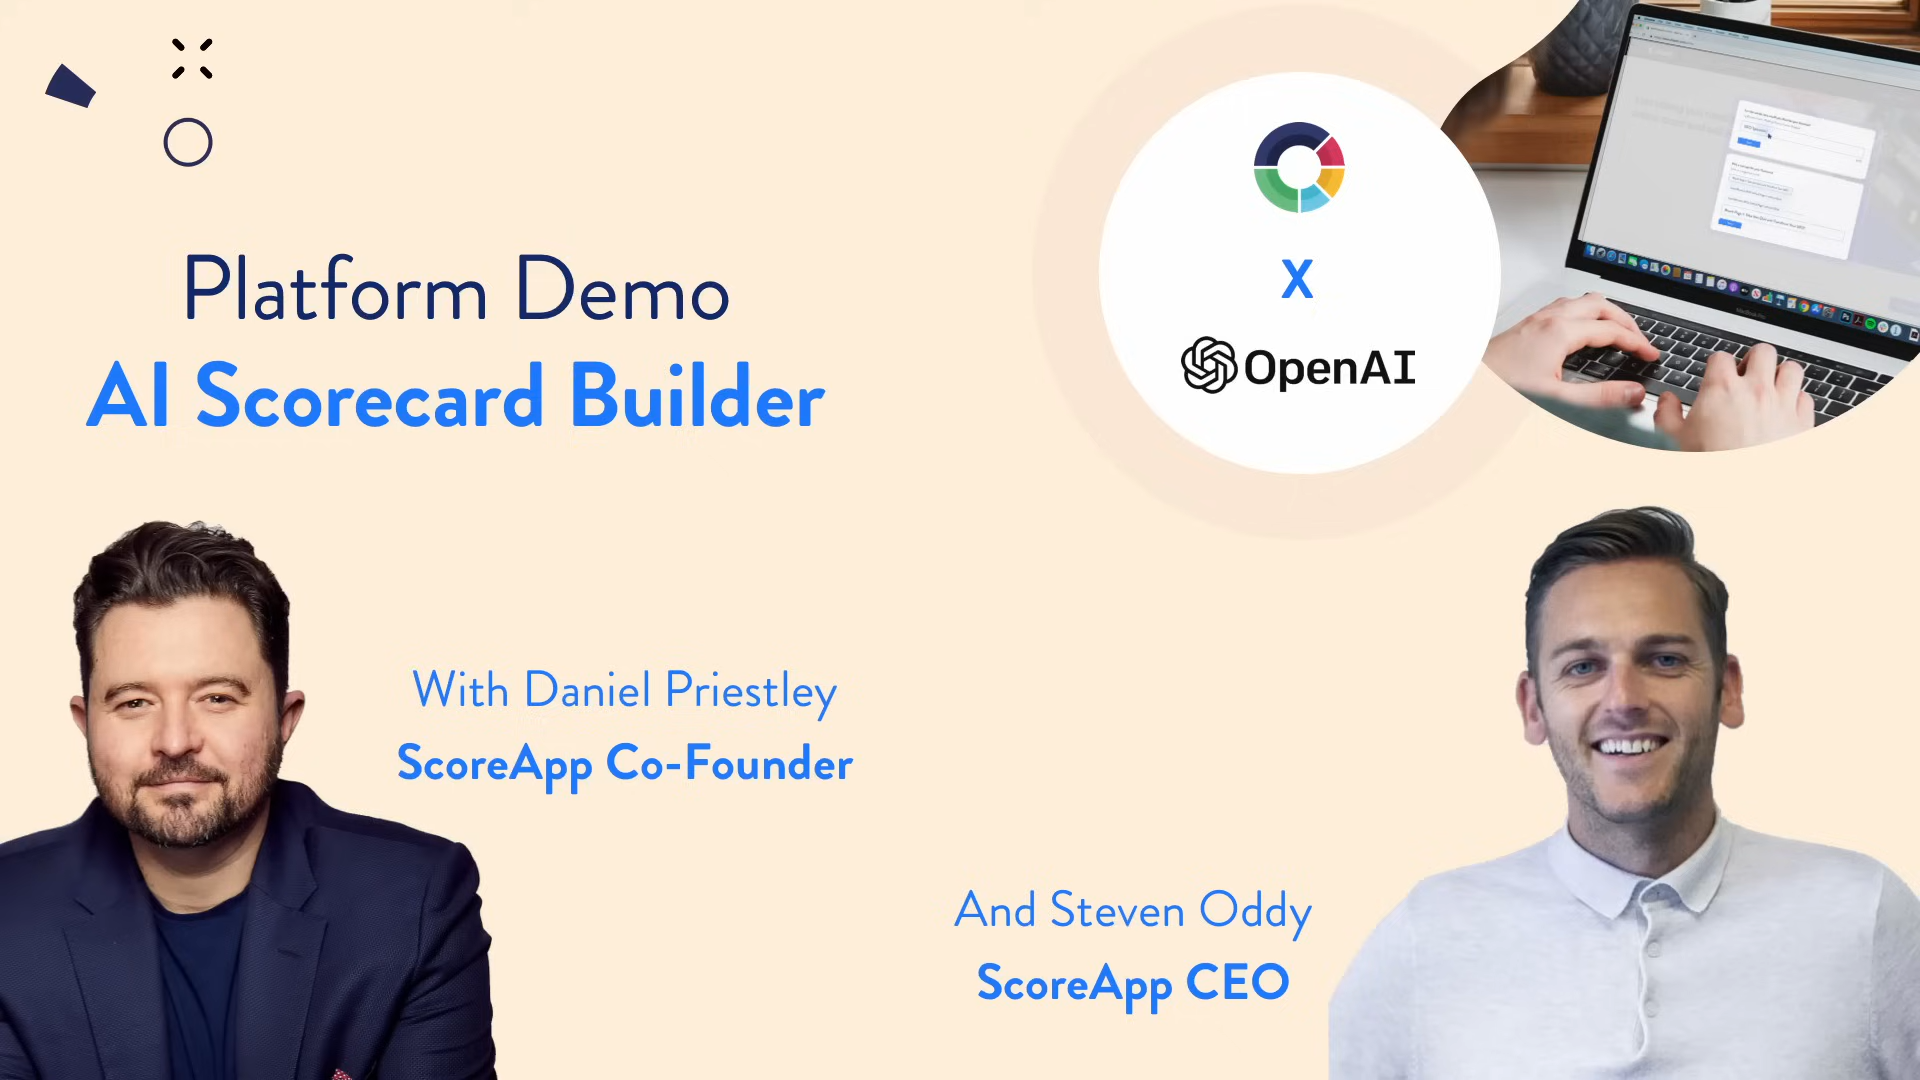 Platform Demo
AI Scorecard Builder
X
OpenAI
With Daniel Priestley
ScoreApp Co-Founder
And Steven Oddy
ScoreApp CEO